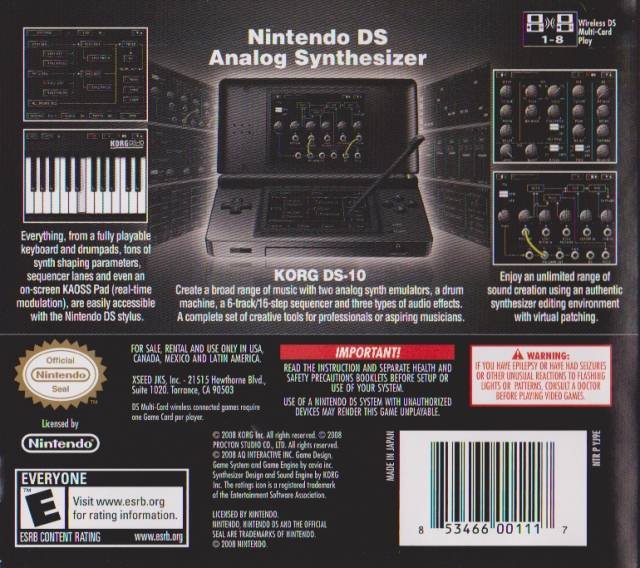 Nintendo DS
Analog Synthesizer
Wireless DS
Multi-Card
Play
1-8
KORG DS-10
Everything, from a fully playable
keyboard and drumpads, tons of
synth shaping parameters,
sequencer lanes and even an
on-screen KAOSS Pad (real-time
modulation), are easily accessible
with the Nintendo DS stylus.
KORG DS-10
Create a broad range of music with two analog synth emulators, a drum
machine, a 6-track/16-step sequencer and three types of audio effects.
A complete set of creative tools for professionals or aspiring musicians.
Enjoy an unlimited range of
sound creation using an authentic
synthesizer editing environment
with virtual patching.
Official
Nintendo
Seal
TM
Licensed by
Nintendo
FOR SALE, RENTAL AND USE ONLY IN USA,
CANADA, MEXICO AND LATIN AMERICA.
XSEED JKS, Inc. - 21515 Hawthorne Blvd.,
Suite 1020. Torrance, CA 90503
DS Multi-Card wireless connected games require
one Game Card per player.
IMPORTANT!
READ THE INSTRUCTION AND SEPARATE HEALTH AND
SAFETY PRECAUTIONS BOOKLETS BEFORE SETUP OR
USE OF YOUR SYSTEM.
USE OF A NINTENDO DS SYSTEM WITH UNAUTHORIZED
DEVICES MAY RENDER THIS GAME UNPLAYABLE.
WARNING:
IF YOU HAVE EPILEPSY OR HAVE HAD SEIZURES
OR OTHER UNUSUAL REACTIONS TO FLASHING
LIGHTS OR PATTERNS, CONSULT A DOCTOR
BEFORE PLAYING VIDEO GAMES.
© 2008 KORG Inc. All rights reserved. © 2008
PROCYON STUDIO CO., LTD. All rights reserved.
© 2008 AQ INTERACTIVE INC. Game Design,
Game System and Game Engine by cavia inc.
Synthesizer Design and Sound Engine by KORG
Inc. The ratings icon is a registered trademark
of the Entertainment Software Association.
LICENSED BY NINTENDO.
NINTENDO, NINTENDO DS AND THE OFFICIAL
SEAL ARE TRADEMARKS OF NINTENDO.
© 2008 NINTENDO.
EVERYONE
TM
E
Visit www.esrb.org
for rating information.
ESRB CONTENT RATING www.esrb.org
MADE IN JAPAN
8 53466 00111 7